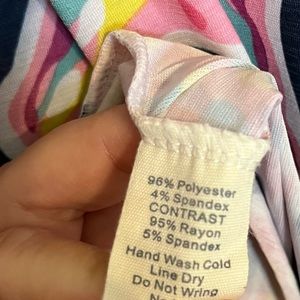 96% Polyester
4% Spandex
CONTRAST
95% Rayon
5% Spandex
Hand Wash Cold
Line Dry
Do Not Wring